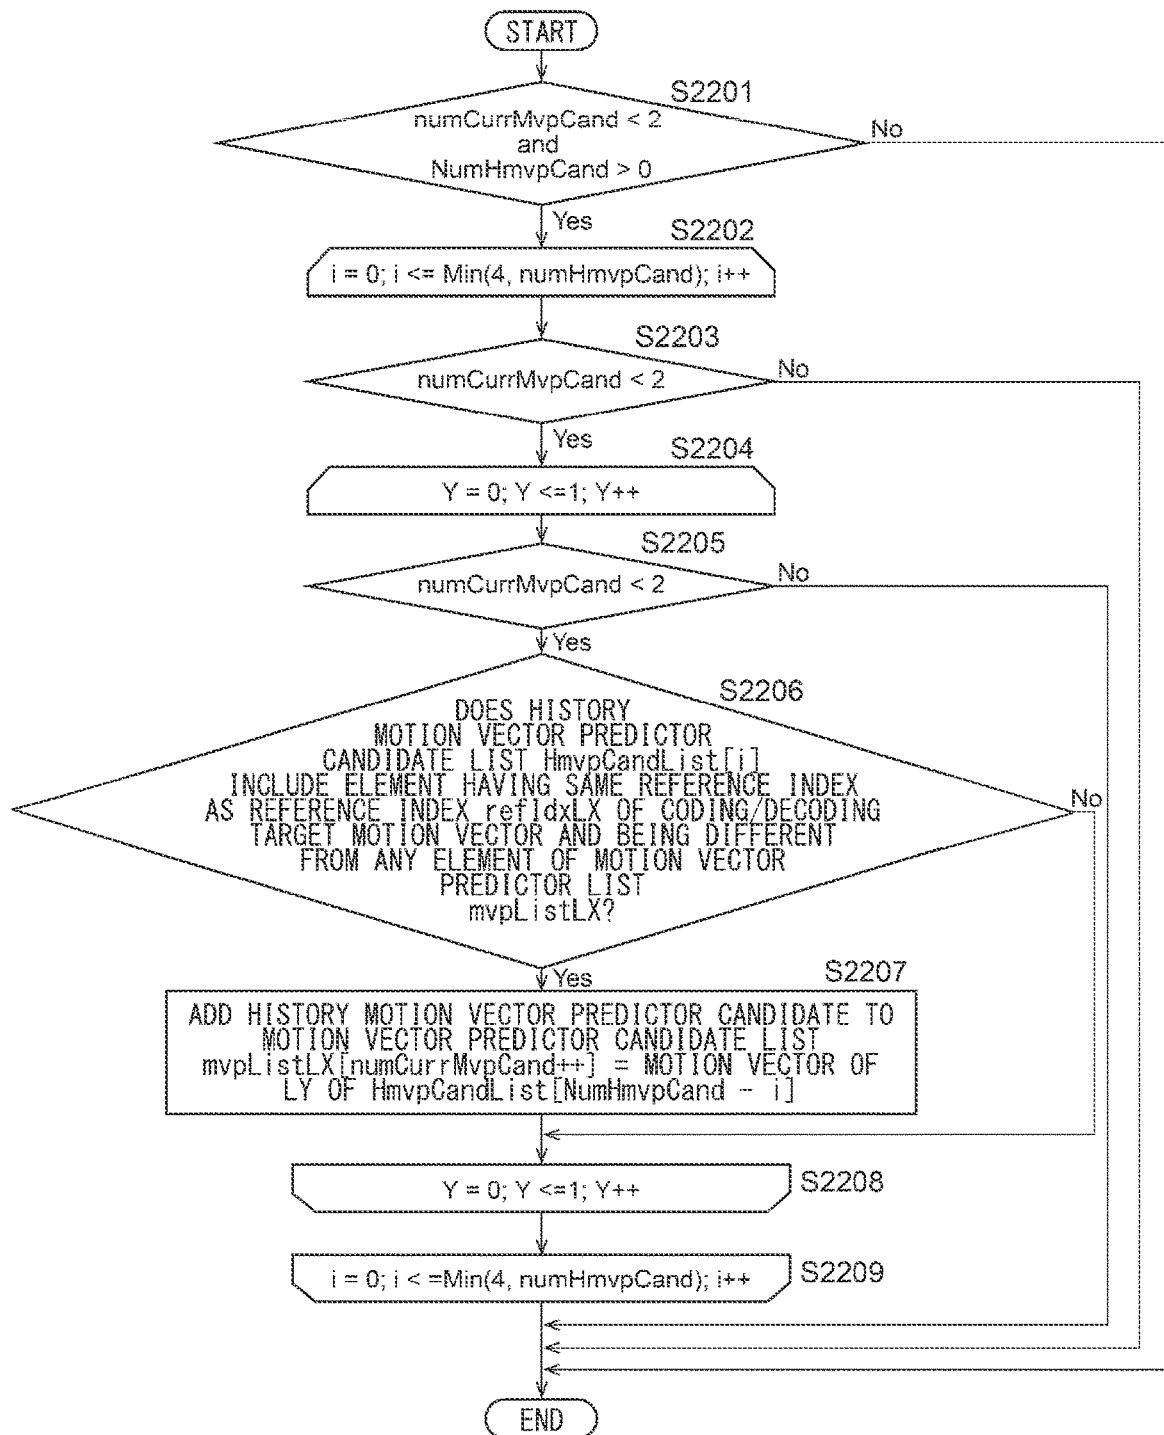 START
S2201
numCurrMvpCand < 2
and
NumHmvpCand > 0
No
Yes
S2202
i = 0; i <= Min(4, numHmvpCand); i++
S2203
numCurrMvpCand < 2
No
Yes
S2204
Y = 0; Y <=1; Y++
S2205
numCurrMvpCand < 2
No
Yes
S2206
DOES HISTORY
MOTION VECTOR PREDICTOR
CANDIDATE LIST HmvpCandList[i]
INCLUDE ELEMENT HAVING SAME REFERENCE INDEX
AS REFERENCE INDEX refIdxLX OF CODING/DECODING
TARGET MOTION VECTOR AND BEING DIFFERENT
FROM ANY ELEMENT OF MOTION VECTOR
PREDICTOR LIST
mvpListLX?
No
Yes
S2207
ADD HISTORY MOTION VECTOR PREDICTOR CANDIDATE TO
MOTION VECTOR PREDICTOR CANDIDATE LIST
mvpListLX[numCurrMvpCand++] = MOTION VECTOR OF
LY OF HmvpCandList[NumHmvpCand - i]
Y = 0; Y <=1; Y++
S2208
i = 0; i < =Min(4, numHmvpCand); i++
S2209
END